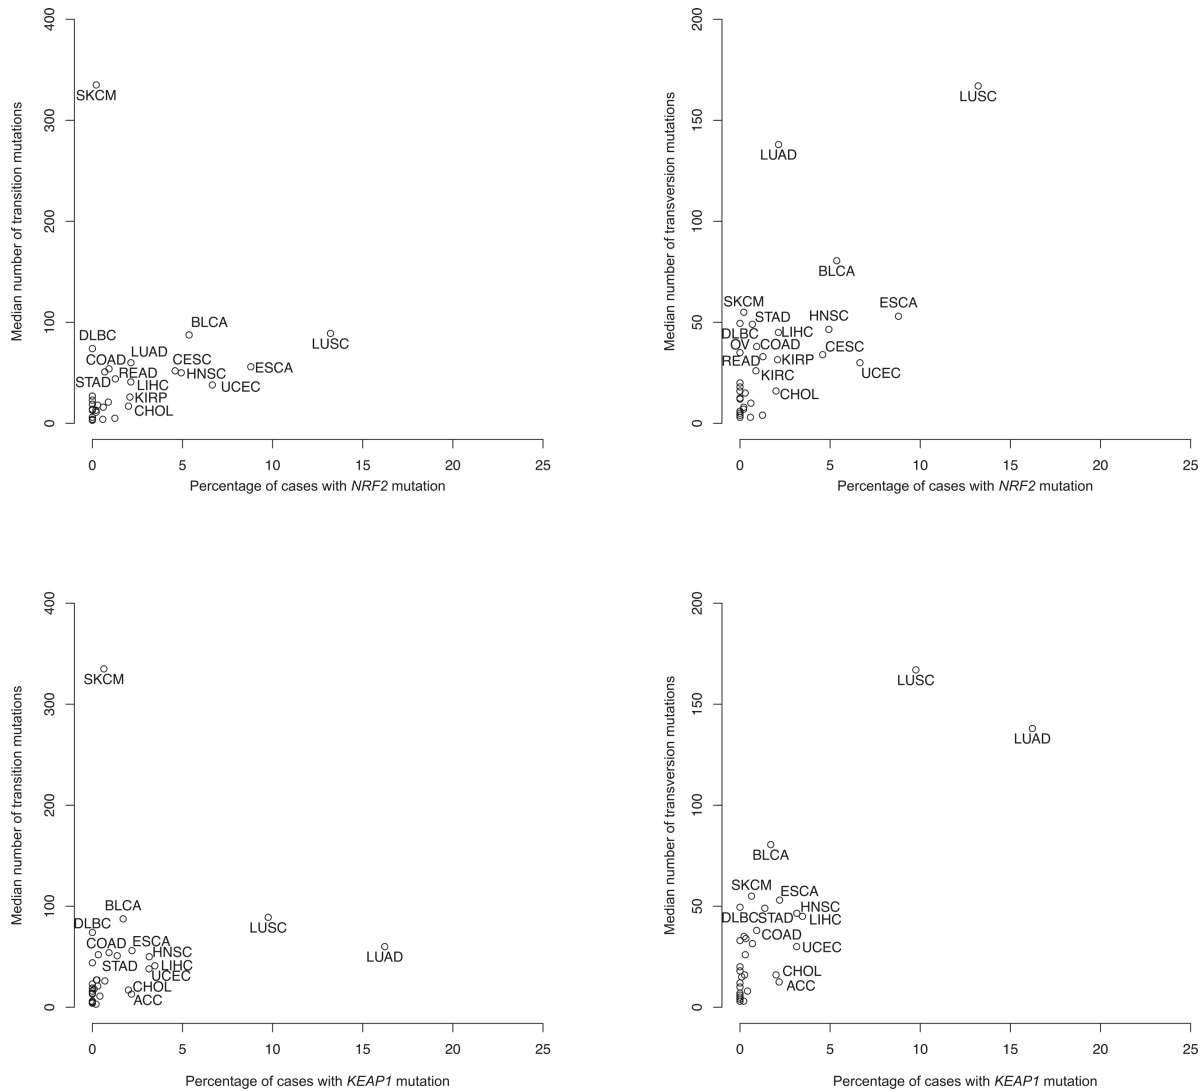 Median number of transition mutations
400
300
200
100
0
SKCM
BLCA
DLBC
LUSC
LUAD
COAD
CESC
READ
HNSC
ESCA
STAD
LIHC
UCEC
KIRP
CHOL
0 5 10 15 20 25
Percentage of cases with NRF2 mutation
Median number of transversion mutations
200
150
100
50
0
LUSC
LUAD
BLCA
SKCM
ESCA
STAD
HNSC
DLBC
LIHC
OV
COAD
CESC
READ
KIRP
KIRC
UCEC
CHOL
0 5 10 15 20 25
Percentage of cases with NRF2 mutation
Median number of transition mutations
400
300
200
100
0
SKCM
BLCA
DLBC
LUSC
COAD
ESCA
HNSC
LUAD
STAD
LIHC
UCEC
CHOL
ACC
0 5 10 15 20 25
Percentage of cases with KEAP1 mutation
Median number of transversion mutations
200
150
100
50
0
LUSC
LUAD
BLCA
SKCM
ESCA
HNSC
DLBC
STAD
LIHC
COAD
UCEC
CHOL
ACC
0 5 10 15 20 25
Percentage of cases with KEAP1 mutation